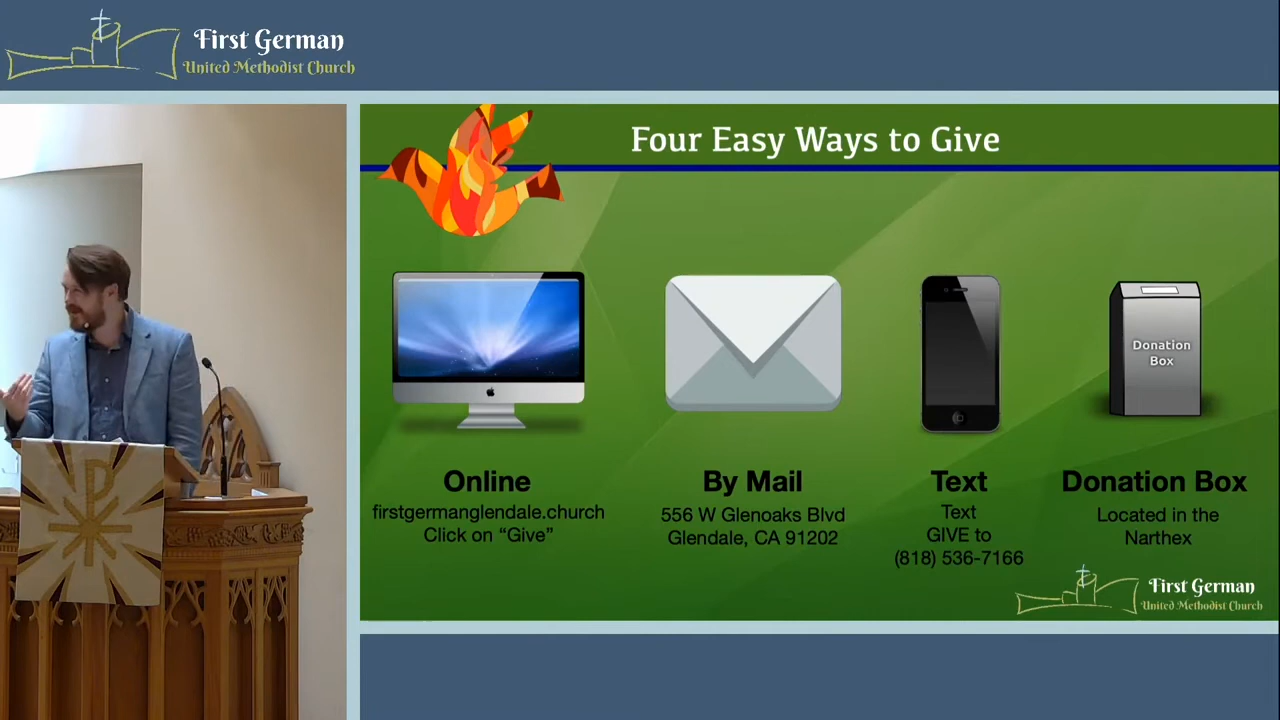 First German
United Methodist Church
Four Easy Ways to Give
Donation
Box
Online
firstgermanglendale.church
Click on “Give”
By Mail
556 W Glenoaks Blvd
Glendale, CA 91202
Text
Text
GIVE to
(818) 536-7166
Donation Box
Located in the
Narthex
First German
United Methodist Church